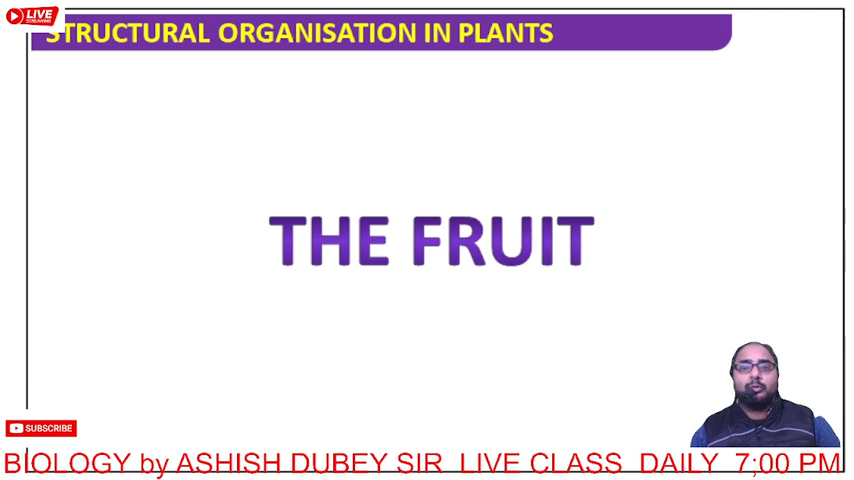 LIVE
STREAMING
STRUCTURAL ORGANISATION IN PLANTS
THE FRUIT
SUBSCRIBE
BIOLOGY by ASHISH DUBEY SIR LIVE CLASS DAILY 7;00 PM